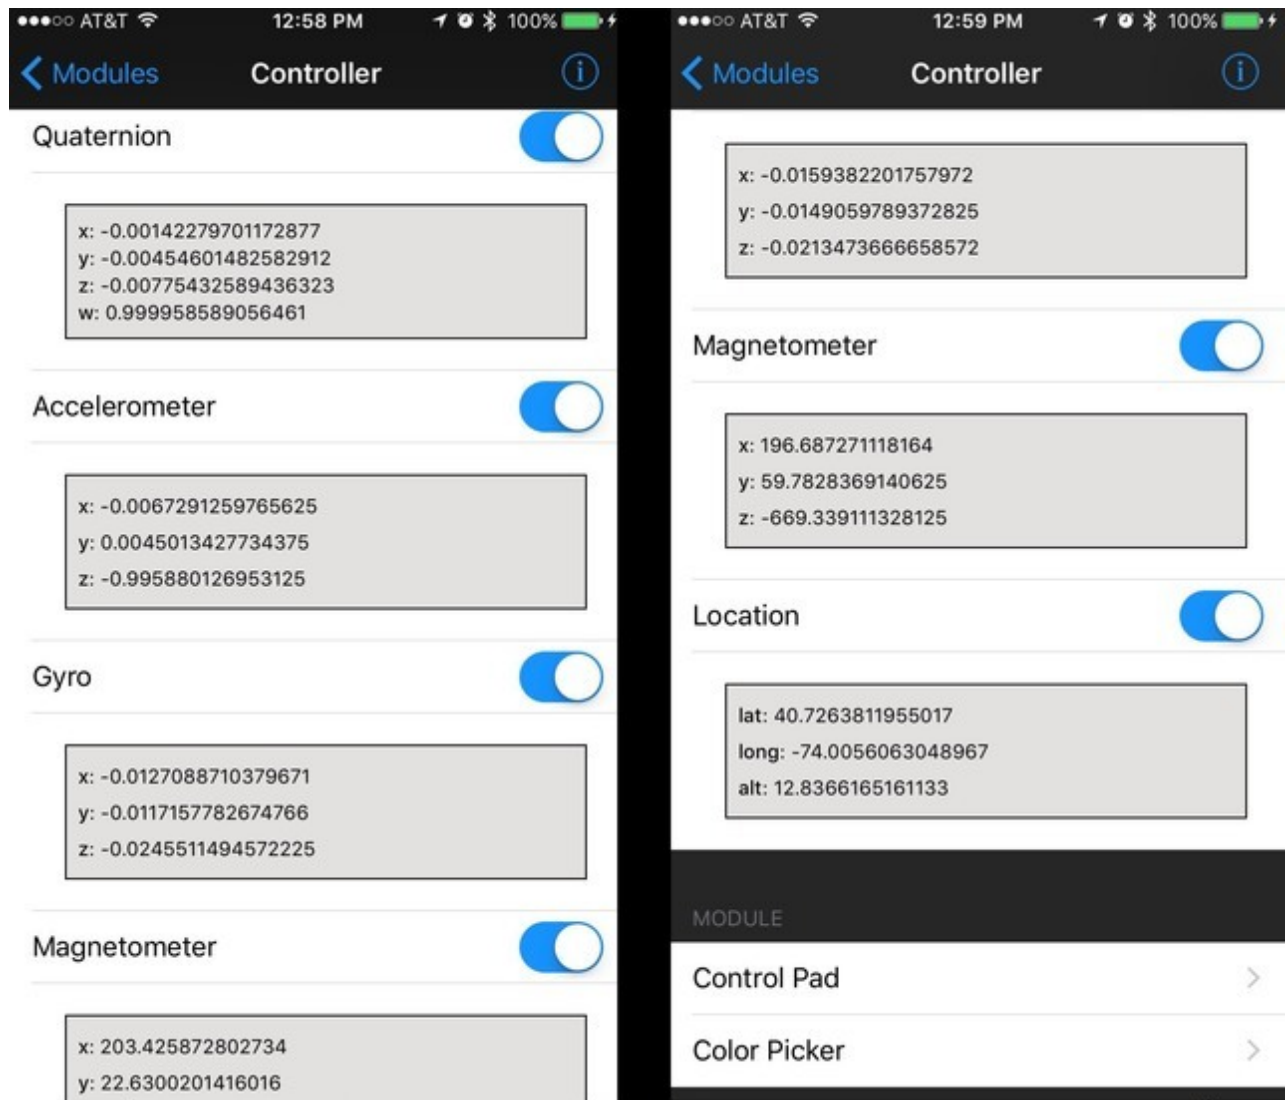 AT&T 12:58 PM 100%
Modules Controller i
Quaternion
x: -0.00142279701172877
y: -0.00454601482582912
z: -0.00775432589436323
w: 0.9999958589056461
Accelerometer
x: -0.0067291259765625
y: 0.0045013427734375
z: -0.995880126953125
Gyro
x: -0.0127088710379671
y: -0.0117157782674766
z: -0.0245511494572225
Magnetometer
x: 203.425872802734
y: 22.6300201416016
AT&T 12:59 PM 100%
Modules Controller i
x: -0.0159382201757972
y: -0.0149059789372825
z: -0.0213473666658572
Magnetometer
x: 196.687271118164
y: 59.7828369140625
z: -669.339111328125
Location
lat: 40.7263811955017
long: -74.0056063048967
alt: 12.8366165161133
MODULE
Control Pad
Color Picker